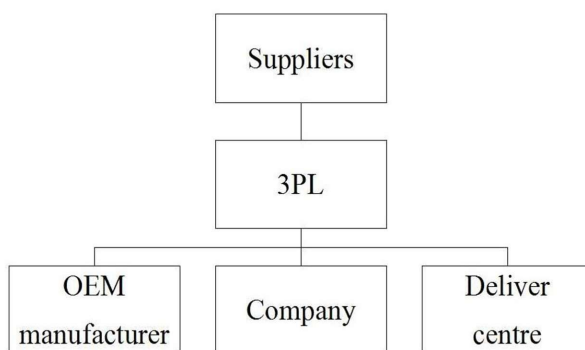 Suppliers
3PL
OEM
manufacturer
Company
Deliver
centre